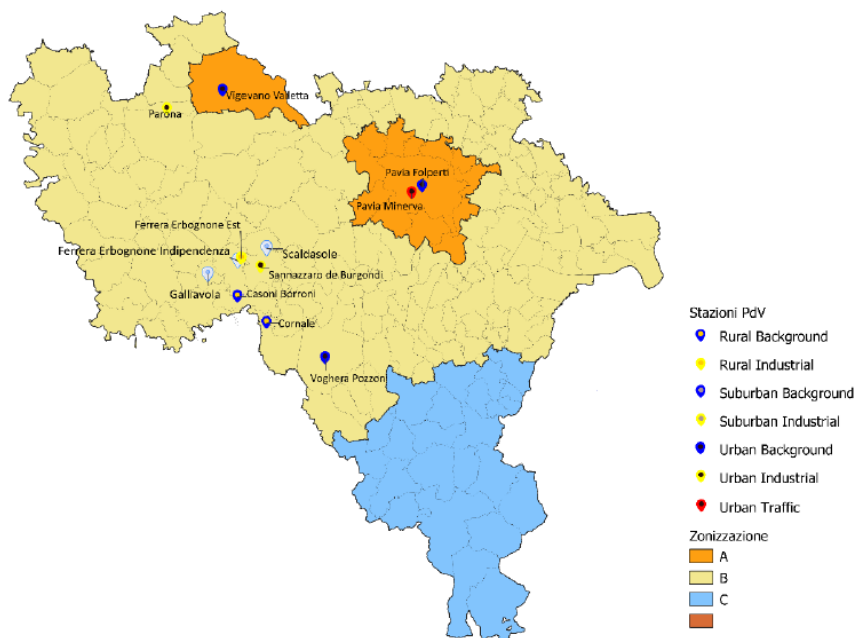 Vigevano Valletta
Parona
Pavia Folperti
Pavia Minerva
Ferrera Erbognone Est
Ferrera Erbognone Indipendenza
Scaldasole
Sannazzaro de Burgondi
Galliavola
Casoni Borroni
Cornale
Voghera Pozzoni
Stazioni PdV
Rural Background
Rural Industrial
Suburban Background
Suburban Industrial
Urban Background
Urban Industrial
Urban Traffic
Zonizzazione
A
B
C